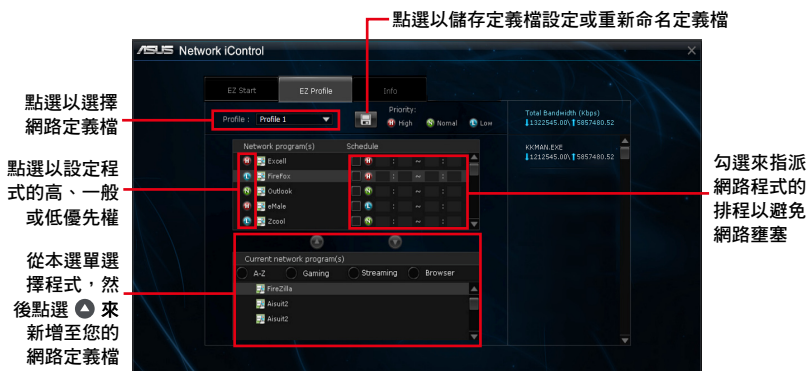 點選以儲存定義檔設定或重新命名定義檔
ASUS Network iControl
EZ Start
EZ Profile
Info
點選以選擇
網路定義檔
Profile :
Profile 1
Priority:
H High
N Nomal
L Low
Total Bandwidth (Kbps)
1322545.00\ 5857480.52
KKMAN.EXE
1212545.00\ 5857480.52
點選以設定程
式的高、一般
或低優先權
Network program(s)
Schedule
H Excell H : ~ :
L FireFox H : ~ :
N Outlook N : ~ :
H eMale L : ~ :
L Zcool N : ~ :
勾選來指派
網路程式的
排程以避免
網路壅塞
從本選單選
擇程式，然
後點選 來
新增至您的
網路定義檔
Current network program(s)
A-Z
Gaming
Streaming
Browser
FireZilla
Aisuit2
Aisuit2